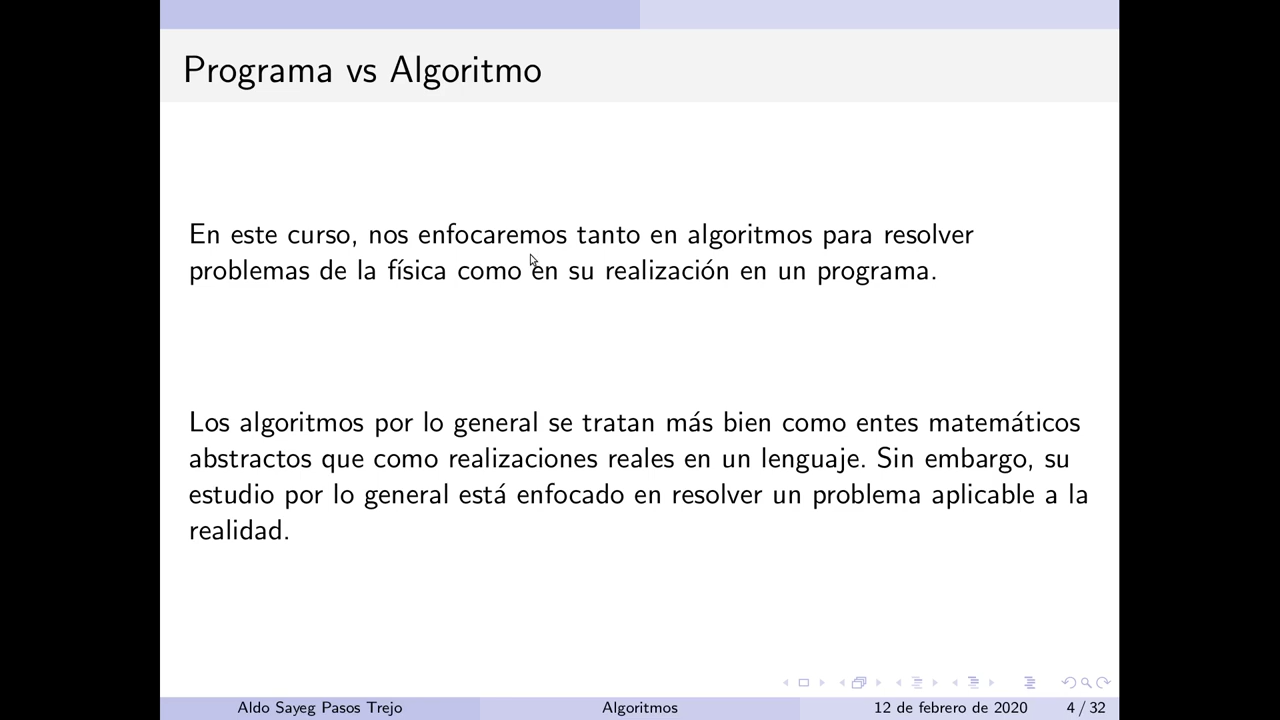 Programa vs Algoritmo
En este curso, nos enfocaremos tanto en algoritmos para resolver
problemas de la física como en su realización en un programa.
Los algoritmos por lo general se tratan más bien como entes matemáticos
abstractos que como realizaciones reales en un lenguaje. Sin embargo, su
estudio por lo general está enfocado en resolver un problema aplicable a la
realidad.
Aldo Sayeg Pasos Trejo Algoritmos 12 de febrero de 2020 4 / 32